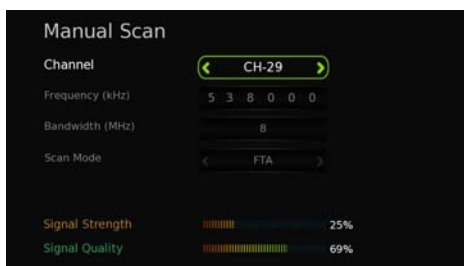 Manual Scan
Channel CH-29
Frequency (kHz) 5 3 8 0 0 0
Bandwidth (MHz) 8
Scan Mode FTA
Signal Strength 25%
Signal Quality 69%